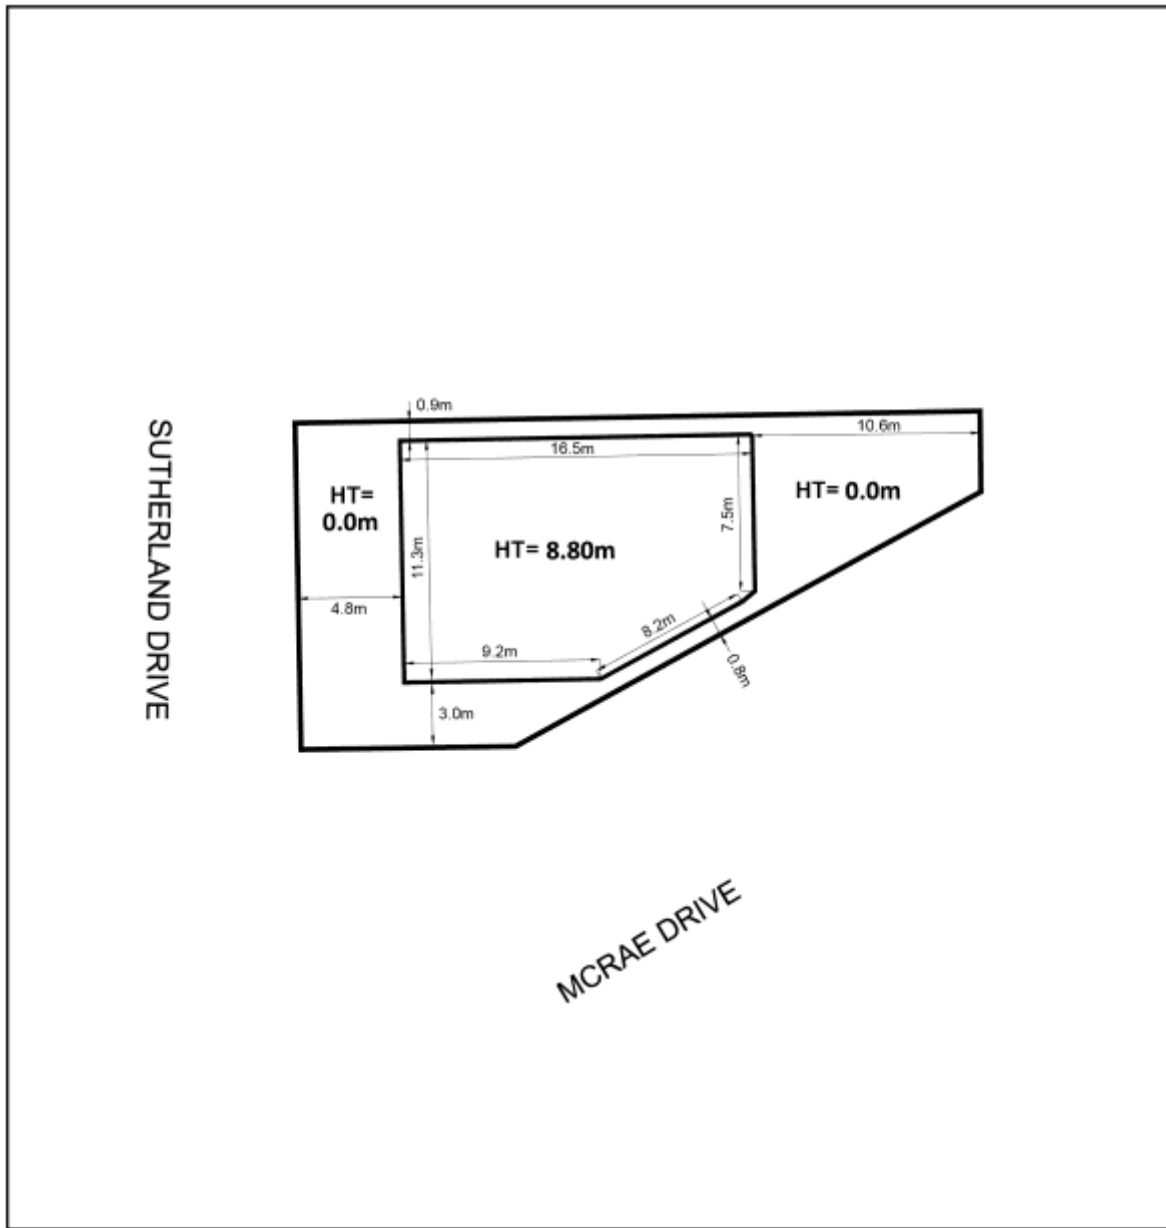 0.9m
10.6m
16.5m
SUTHERLAND DRIVE
HT=
0.0m
HT= 0.0m
7.5m
11.3m
HT= 8.80m
4.8m
8.2m
9.2m
0.8m
3.0m
MCRAE DRIVE